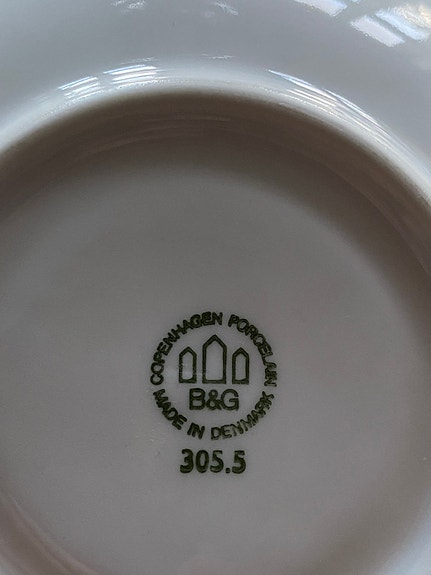 COPENHAGEN PORCELAIN
B&G
MADE IN DENMARK
305.5